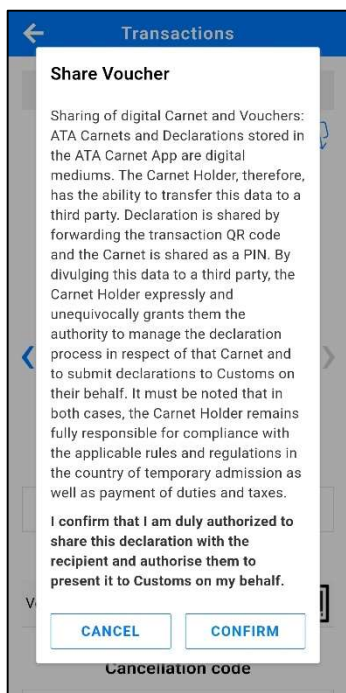 Transactions
Share Voucher
Sharing of digital Carnet and Vouchers:
ATA Carnets and Declarations stored in
the ATA Carnet App are digital
mediums. The Carnet Holder, therefore,
has the ability to transfer this data to a
third party. Declaration is shared by
forwarding the transaction QR code
and the Carnet is shared as a PIN. By
divulging this data to a third party, the
Carnet Holder expressly and
unequivocally grants them the
authority to manage the declaration
process in respect of that Carnet and
to submit declarations to Customs on
their behalf. It must be noted that in
both cases, the Carnet Holder remains
fully responsible for compliance with
the applicable rules and regulations in
the country of temporary admission as
well as payment of duties and taxes.
I confirm that I am duly authorized to
share this declaration with the
recipient and authorise them to
present it to Customs on my behalf.
CANCEL CONFIRM
Cancellation code